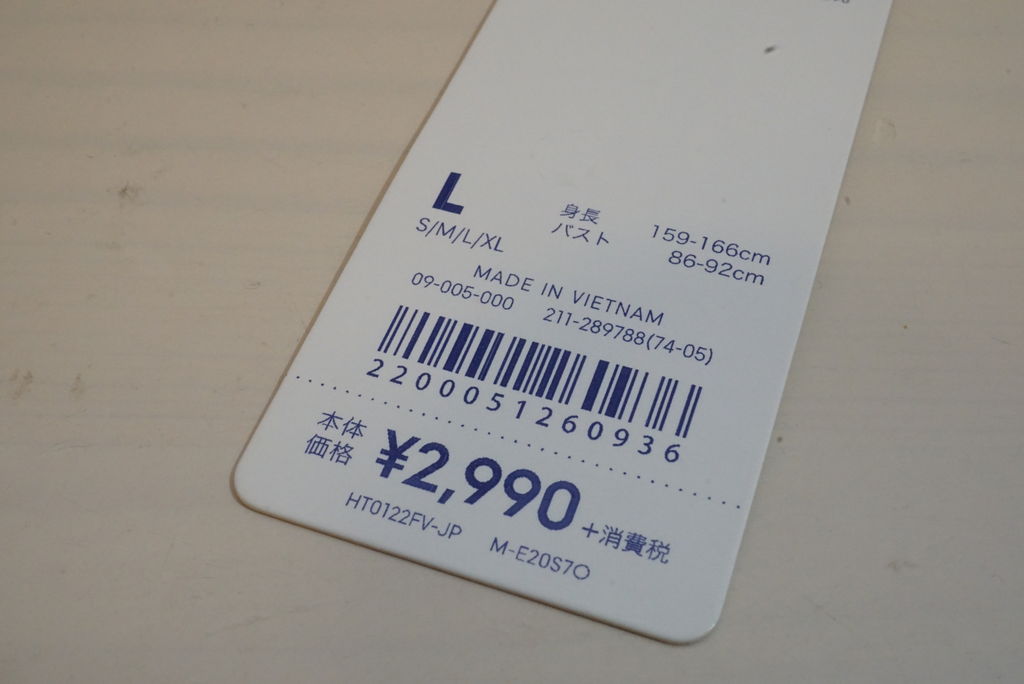 L
S/M/L/XL
身長 159-166cm
バスト 86-92cm
MADE IN VIETNAM
09-005-000 211-289788(74-05)
2200051260936
本体
価格 ¥2,990 +消費税
HT0122FV-JP M-E20S7O